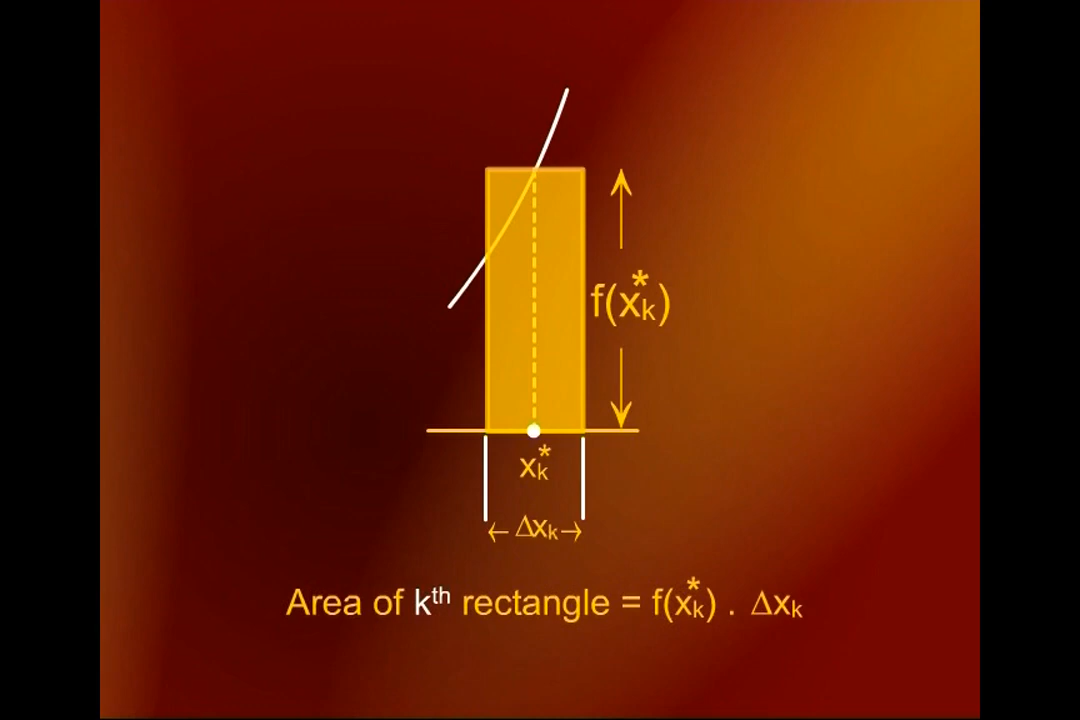 f(x*k)
x*k
← Δxk →
Area of kth rectangle = f(x*k) . Δxk